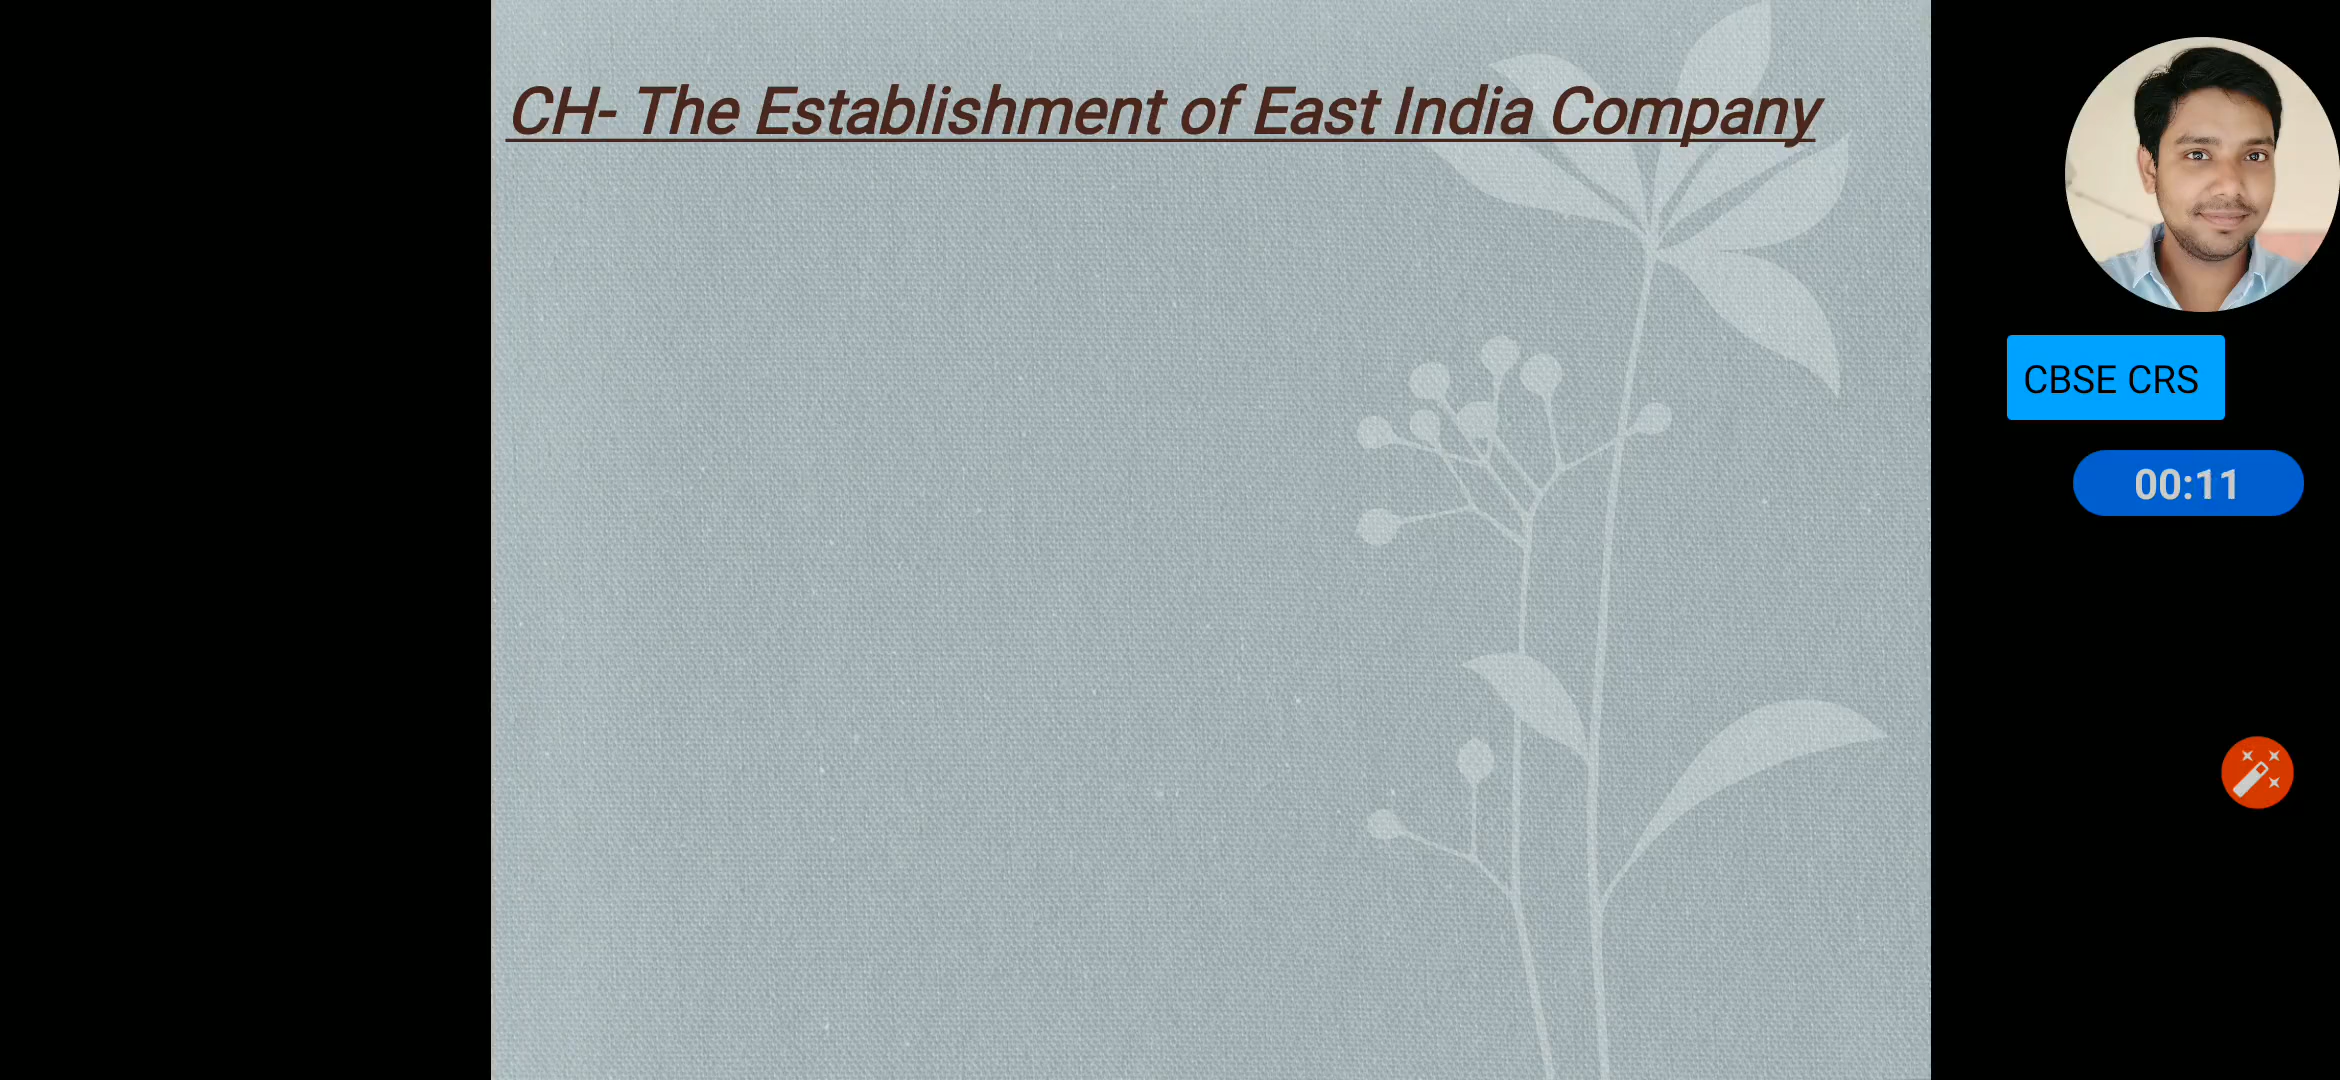 CH- The Establishment of East India Company
CBSE CRS
00:11